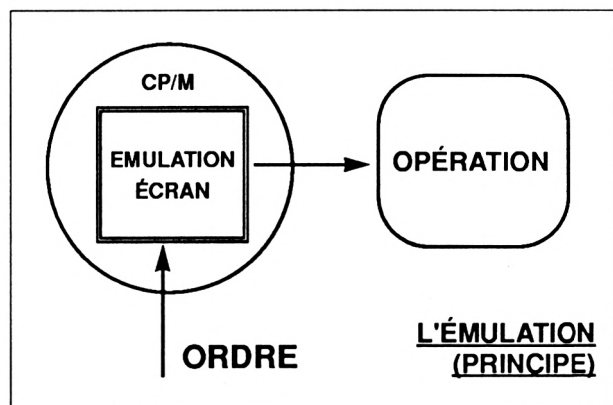 CP/M
EMULATION
ÉCRAN
OPÉRATION
ORDRE
L'ÉMULATION
(PRINCIPE)